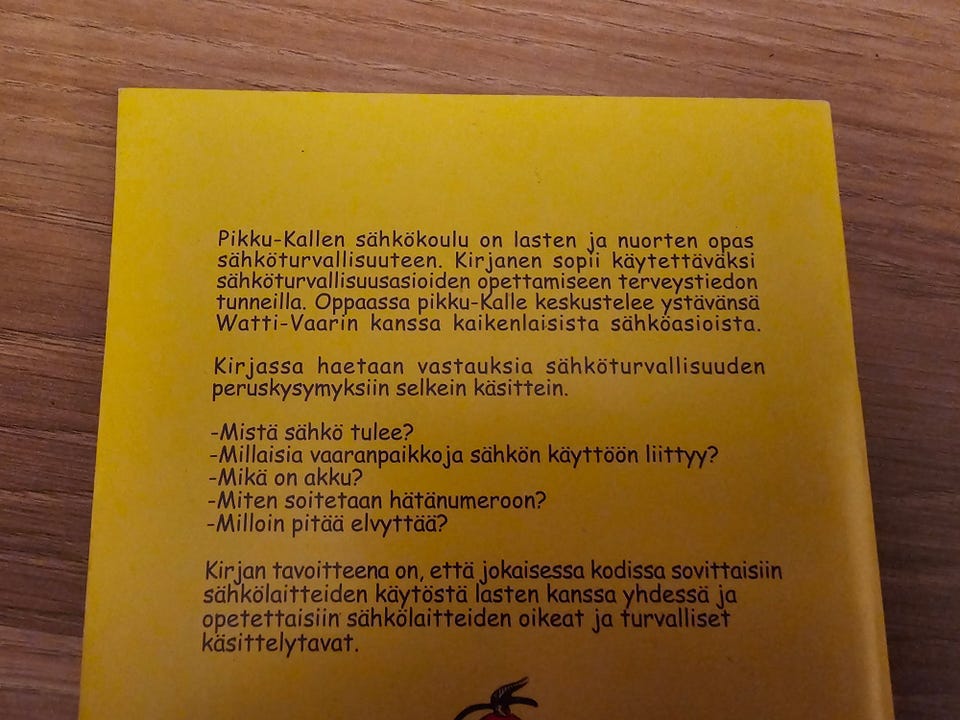 Pikku-Kallen sähkökoulu on lasten ja nuorten opas
sähköturvallisuuteen. Kirjanen sopii käytettäväksi
sähköturvallisuusasioiden opettamiseen terveystiedon
tunneilla. Oppaassa pikku-Kalle keskustelee ystävänsä
Watti-Vaarin kanssa kaikenlaisista sähköasioista.
Kirjassa haetaan vastauksia sähköturvallisuuden
peruskysymyksiin selkein käsittein.
-Mistä sähkö tulee?
-Millaisia vaaranpaikkoja sähkön käyttöön liittyy?
-Mikä on akku?
-Miten soitetaan hätänumeroon?
-Milloin pitää elvyttää?
Kirjan tavoitteena on, että jokaisessa kodissa sovittaisiin
sähkölaitteiden käytöstä lasten kanssa yhdessä ja
opetettaisiin sähkölaitteiden oikeat ja turvalliset
käsittelytavat.